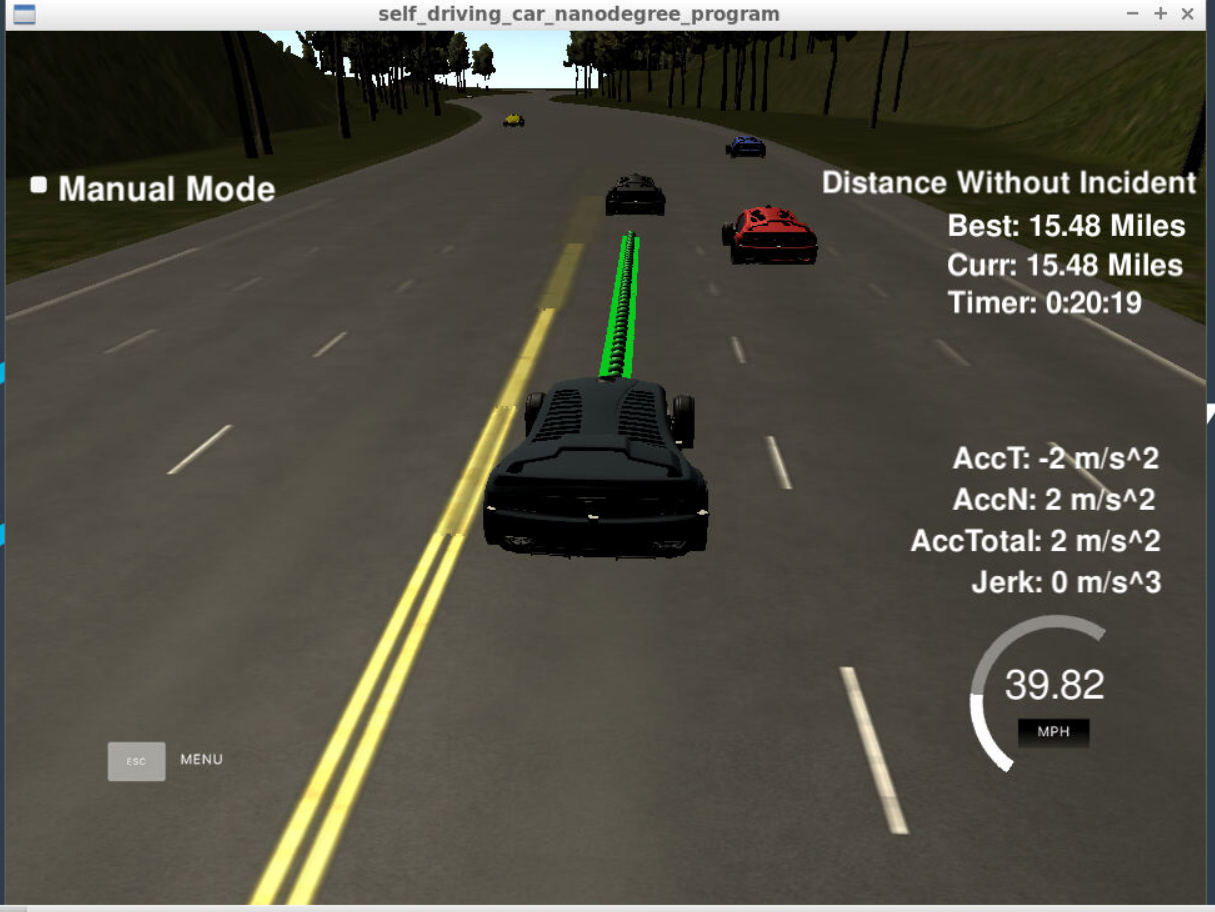 self_driving_car_nanodegree_program
Manual Mode
Distance Without Incident
Best: 15.48 Miles
Curr: 15.48 Miles
Timer: 0:20:19
AccT: -2 m/s^2
AccN: 2 m/s^2
AccTotal: 2 m/s^2
Jerk: 0 m/s^3
39.82
MPH
ESC MENU